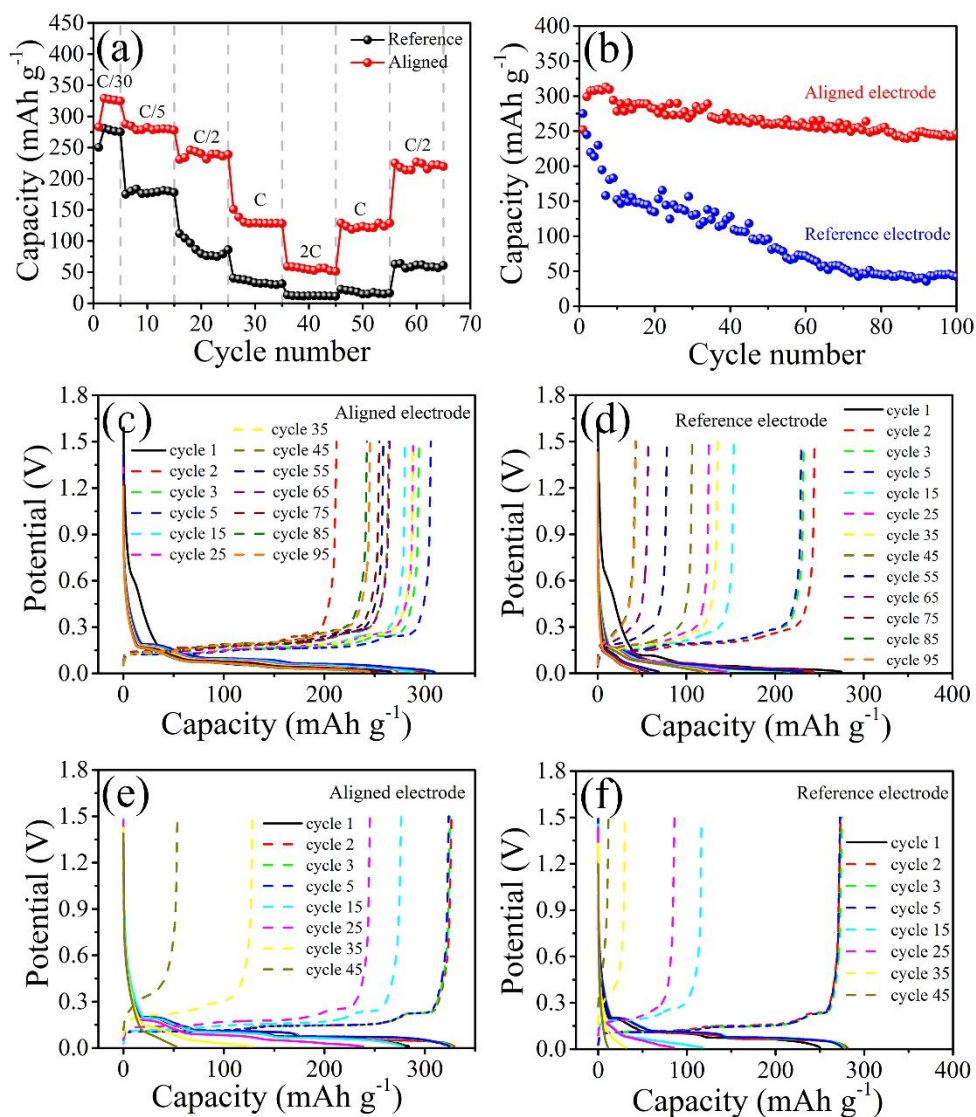 (a)
Reference
Aligned
C/30
C/5
C/2
C
2C
C
C/2
450
400
350
300
250
200
150
100
50
0
Capacity (mAh g⁻¹)
0 10 20 30 40 50 60 70
Cycle number
(b)
Aligned electrode
Reference electrode
400
350
300
250
200
150
100
50
0
Capacity (mAh g⁻¹)
0 20 40 60 80 100
Cycle number
(c)
Aligned electrode
cycle 1
cycle 2
cycle 3
cycle 5
cycle 15
cycle 25
cycle 35
cycle 45
cycle 55
cycle 65
cycle 75
cycle 85
cycle 95
1.8
1.5
1.2
0.9
0.6
0.3
0.0
Potential (V)
0 100 200 300
Capacity (mAh g⁻¹)
(d)
Reference electrode
cycle 1
cycle 2
cycle 3
cycle 5
cycle 15
cycle 25
cycle 35
cycle 45
cycle 55
cycle 65
cycle 75
cycle 85
cycle 95
1.8
1.5
1.2
0.9
0.6
0.3
0.0
Potential (V)
0 100 200 300 400
Capacity (mAh g⁻¹)
(e)
Aligned electrode
cycle 1
cycle 2
cycle 3
cycle 5
cycle 15
cycle 25
cycle 35
cycle 45
1.8
1.5
1.2
0.9
0.6
0.3
0.0
Potential (V)
0 100 200 300
Capacity (mAh g⁻¹)
(f)
Reference electrode
cycle 1
cycle 2
cycle 3
cycle 5
cycle 15
cycle 25
cycle 35
cycle 45
1.8
1.5
1.2
0.9
0.6
0.3
0.0
Potential (V)
0 100 200 300 400
Capacity (mAh g⁻¹)